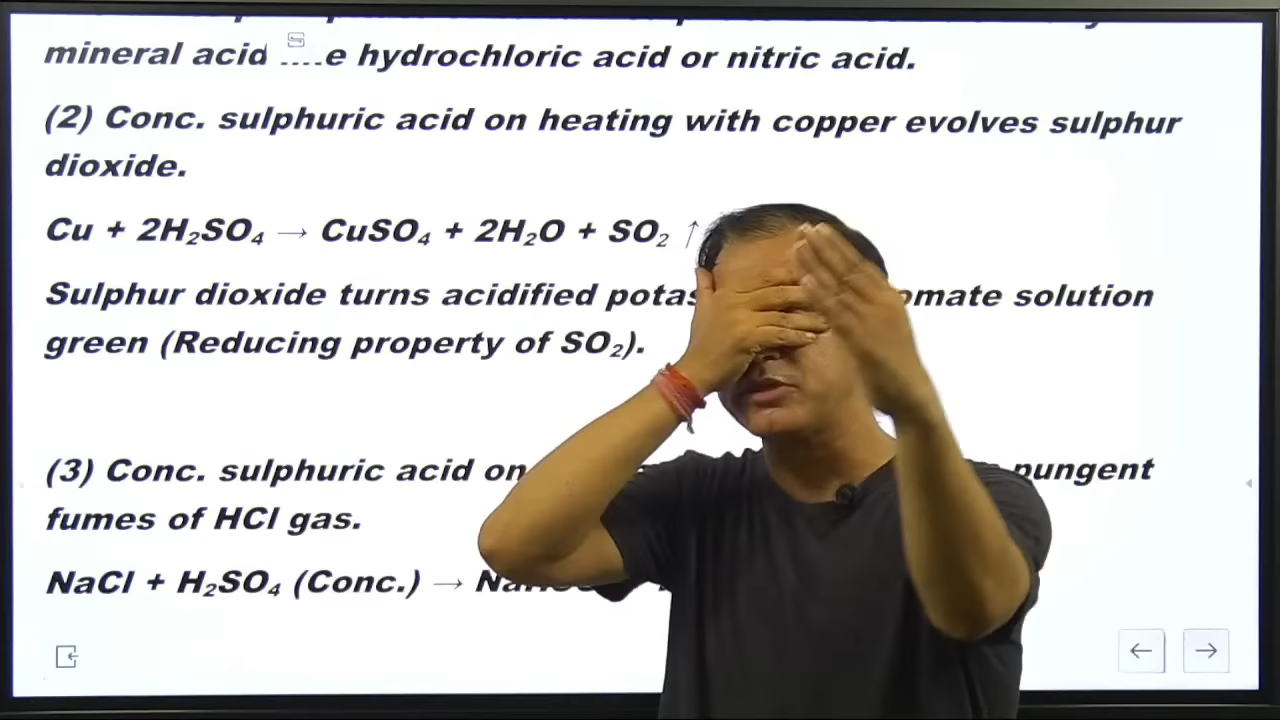 mineral acid ....e hydrochloric acid or nitric acid.
(2) Conc. sulphuric acid on heating with copper evolves sulphur
dioxide.
Cu + 2H₂SO₄ → CuSO₄ + 2H₂O + SO₂ ↑
Sulphur dioxide turns acidified solution
green (Reducing property of SO₂).
(3) Conc. sulphuric acid on pungent
fumes of HCl gas.
NaCl + H₂SO₄ (Conc.) →